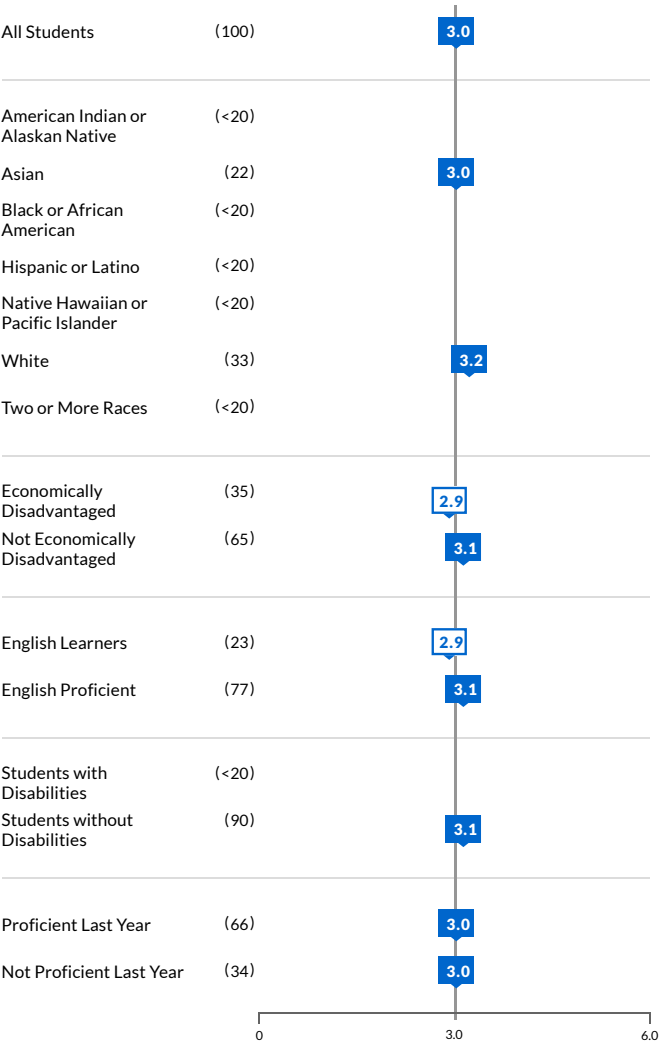 All Students (100) 3.0
American Indian or (<20)
Alaskan Native
Asian (22) 3.0
Black or African (<20)
American
Hispanic or Latino (<20)
Native Hawaiian or (<20)
Pacific Islander
White (33) 3.2
Two or More Races (<20)
Economically (35) 2.9
Disadvantaged
Not Economically (65) 3.1
Disadvantaged
English Learners (23) 2.9
English Proficient (77) 3.1
Students with (<20)
Disabilities
Students without (90) 3.1
Disabilities
Proficient Last Year (66) 3.0
Not Proficient Last Year (34) 3.0
0 3.0 6.0